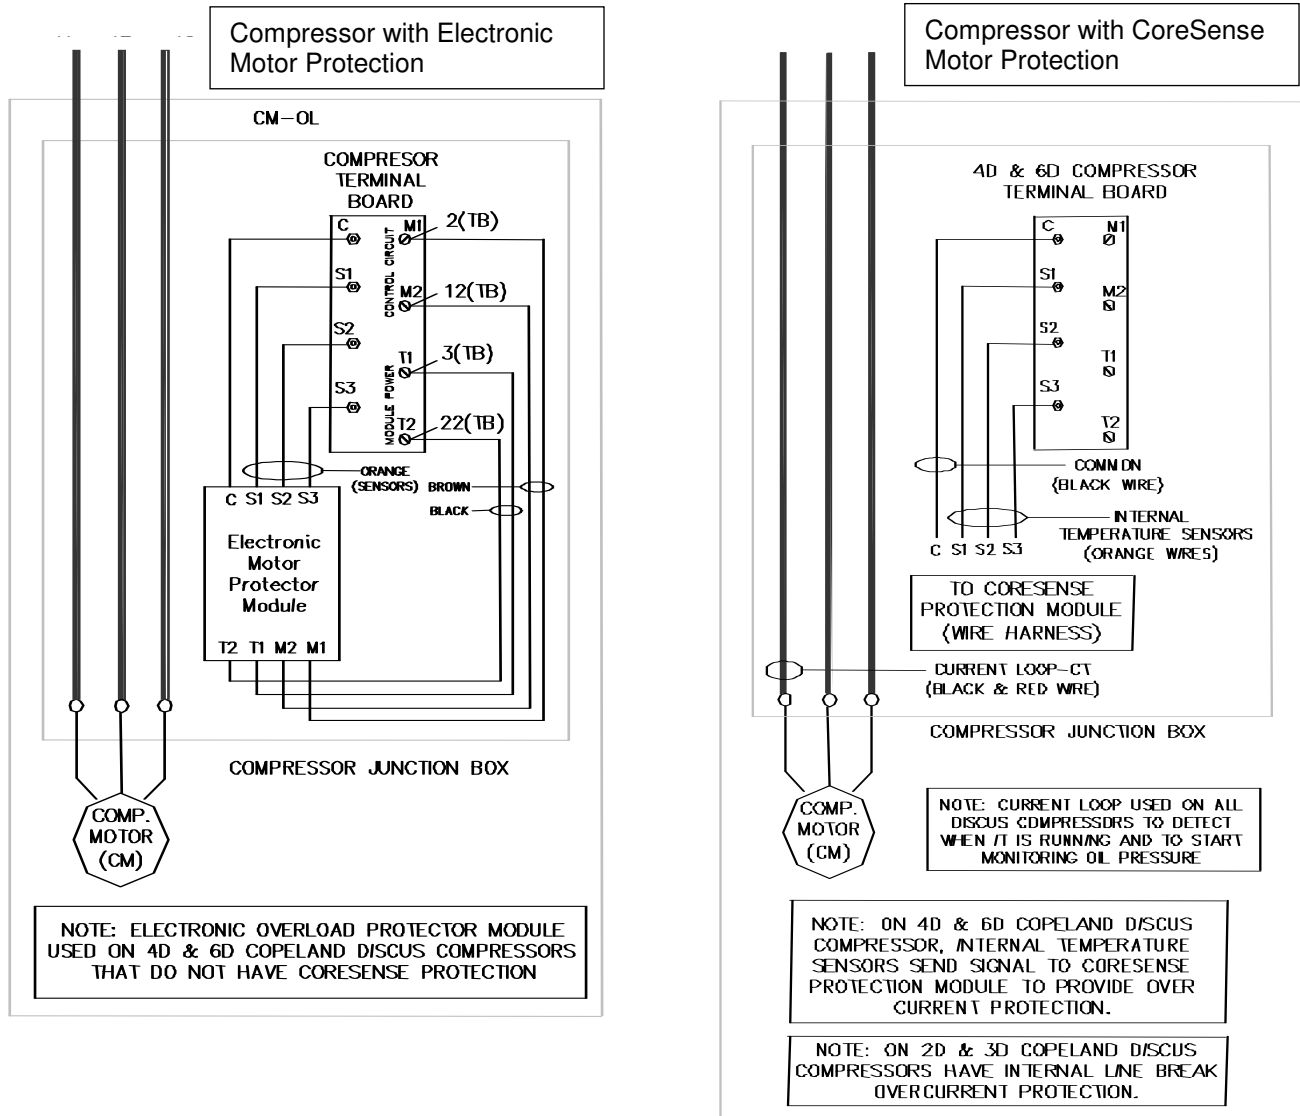 Compressor with Electronic
Motor Protection
CM-OL
COMPRESOR
TERMINAL
BOARD
C
M1
2(TB)
S1
M2
12(TB)
CONTROL CIRCUIT
S2
T1
3(TB)
S3
MODULE POWER
T2
22(TB)
ORANGE
(SENSORS)
BROWN
BLACK
C S1 S2 S3
Electronic
Motor
Protector
Module
T2 T1 M2 M1
COMPRESSOR JUNCTION BOX
COMP.
MOTOR
(CM)
NOTE: ELECTRONIC OVERLOAD PROTECTOR MODULE
USED ON 4D & 6D COPELAND DISCUS COMPRESSORS
THAT DO NOT HAVE CORESENSE PROTECTION
Compressor with CoreSense
Motor Protection
4D & 6D COMPRESSOR
TERMINAL BOARD
C
M1
S1
M2
S2
T1
S3
T2
COMMON
(BLACK WIRE)
INTERNAL
TEMPERATURE SENSORS
(ORANGE WIRES)
C S1 S2 S3
TO CORESENSE
PROTECTION MODULE
(WIRE HARNESS)
CURRENT LOOP-CT
(BLACK & RED WIRE)
COMPRESSOR JUNCTION BOX
COMP.
MOTOR
(CM)
NOTE: CURRENT LOOP USED ON ALL
DISCUS COMPRESSORS TO DETECT
WHEN IT IS RUNNING AND TO START
MONITORING OIL PRESSURE
NOTE: ON 4D & 6D COPELAND DISCUS
COMPRESSOR, INTERNAL TEMPERATURE
SENSORS SEND SIGNAL TO CORESENSE
PROTECTION MODULE TO PROVIDE OVER
CURRENT PROTECTION.
NOTE: ON 2D & 3D COPELAND DISCUS
COMPRESSORS HAVE INTERNAL LINE BREAK
OVERCURRENT PROTECTION.